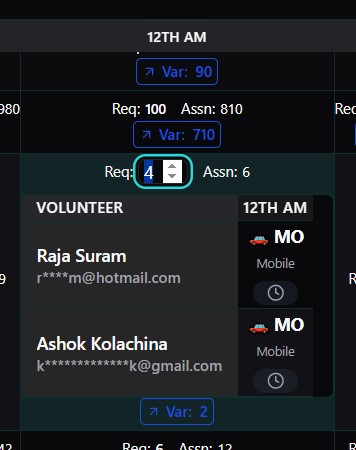 12TH AM
Var: 90
980 Req: 100 Assn: 810 Req
Var: 710
Req: 4 Assn: 6
VOLUNTEER 12TH AM
MO
Raja Suram
Mobile
r****m@hotmail.com
MO
Ashok Kolachina
Mobile
k*************k@gmail.com
Var: 2
42 Req: 6 Assn: 12